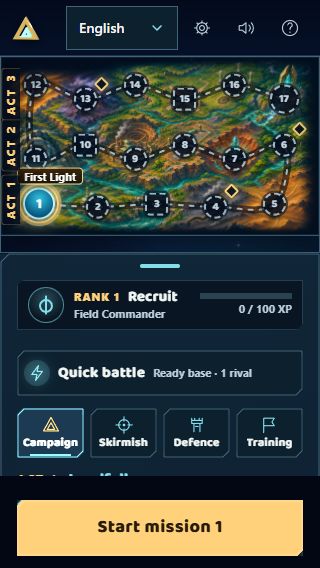 English
ACT 3
12
13
14
15
16
17
ACT 2
11
10
9
8
7
6
ACT 1
First Light
1
2
3
4
5
RANK 1 Recruit
Field Commander
0 / 100 XP
Quick battle Ready base · 1 rival
Campaign
Skirmish
Defence
Training
Start mission 1